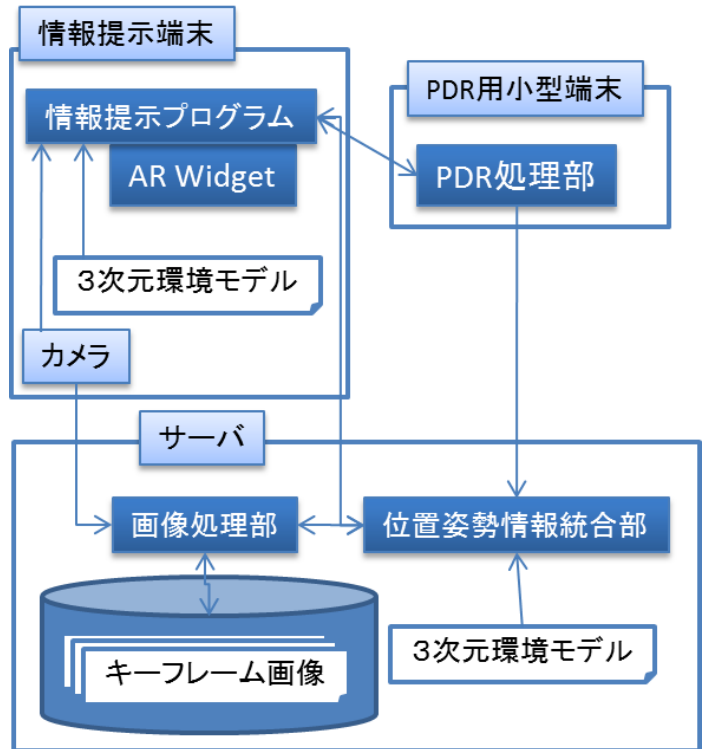 情報提示端末
PDR用小型端末
情報提示プログラム
AR Widget
PDR処理部
３次元環境モデル
カメラ
サーバ
画像処理部
位置姿勢情報統合部
キーフレーム画像
３次元環境モデル